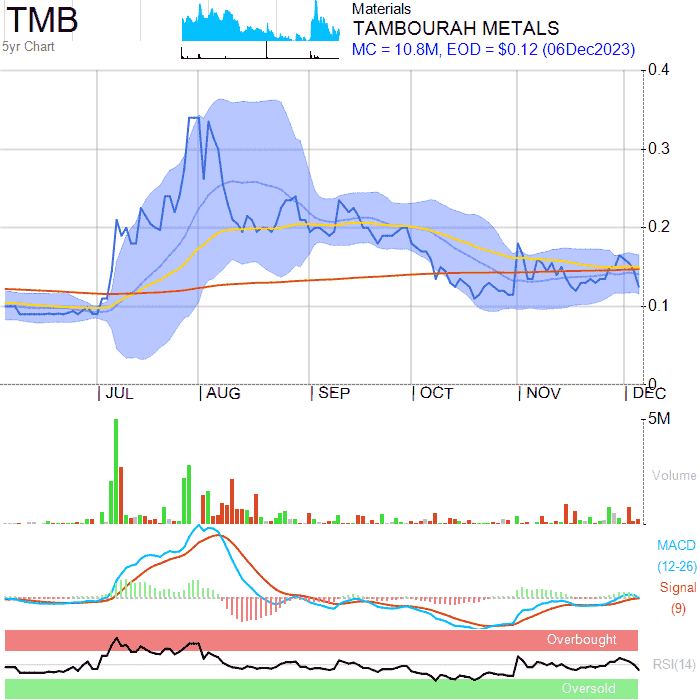 TMB
5yr Chart
Materials
TAMBOURAH METALS
MC = 10.8M, EOD = $0.12 (06Dec2023)
0.4
0.3
0.2
0.1
0
JUL AUG SEP OCT NOV DEC
5M
Volume
MACD
(12-26)
Signal
(9)
Overbought
RSI(14)
Oversold